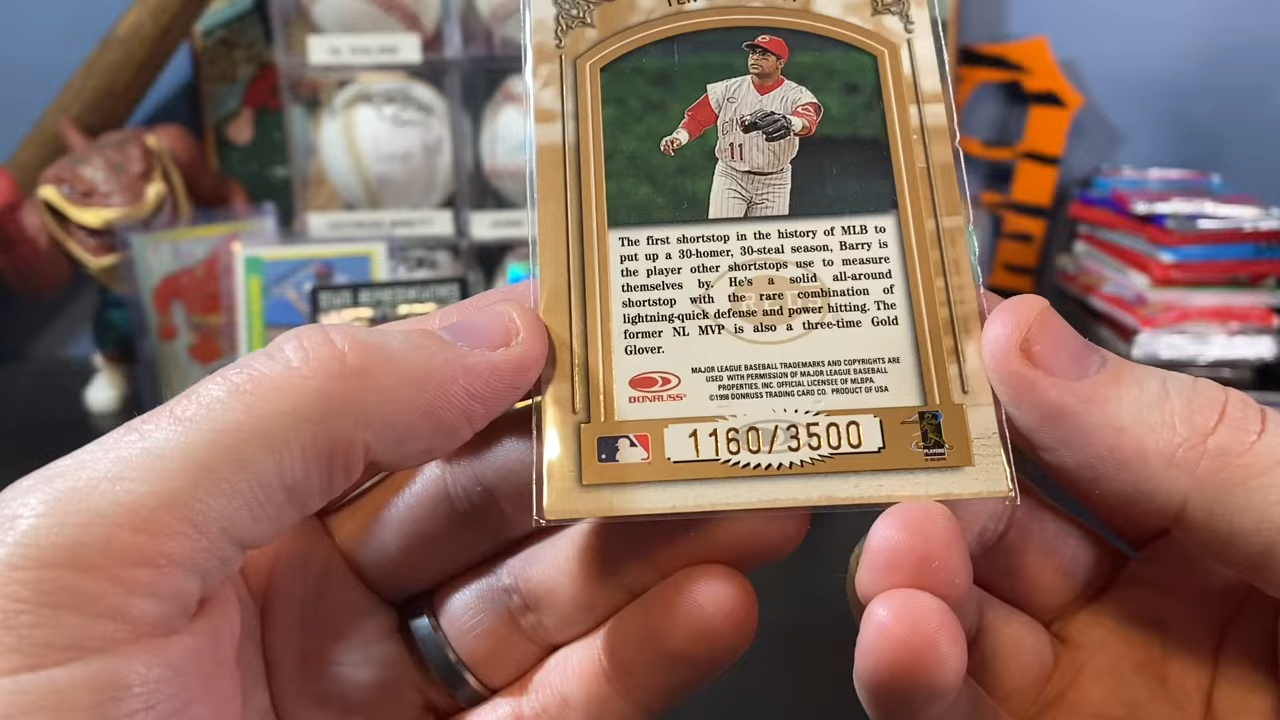 CIN
11
The first shortstop in the history of MLB to
put up a 30-homer, 30-steal season, Barry is
the player other shortstops use to measure
themselves by. He's a solid all-around
shortstop with the rare combination of
lightning-quick defense and power hitting. The
former NL MVP is also a three-time Gold
Glover.
MAJOR LEAGUE BASEBALL TRADEMARKS AND COPYRIGHTS ARE
USED WITH PERMISSION OF MAJOR LEAGUE BASEBALL
PROPERTIES, INC. OFFICIAL LICENSEE OF MLBPA.
©1998 DONRUSS TRADING CARD CO. PRODUCT OF USA
DONRUSS
1160/3500
PLAYERS